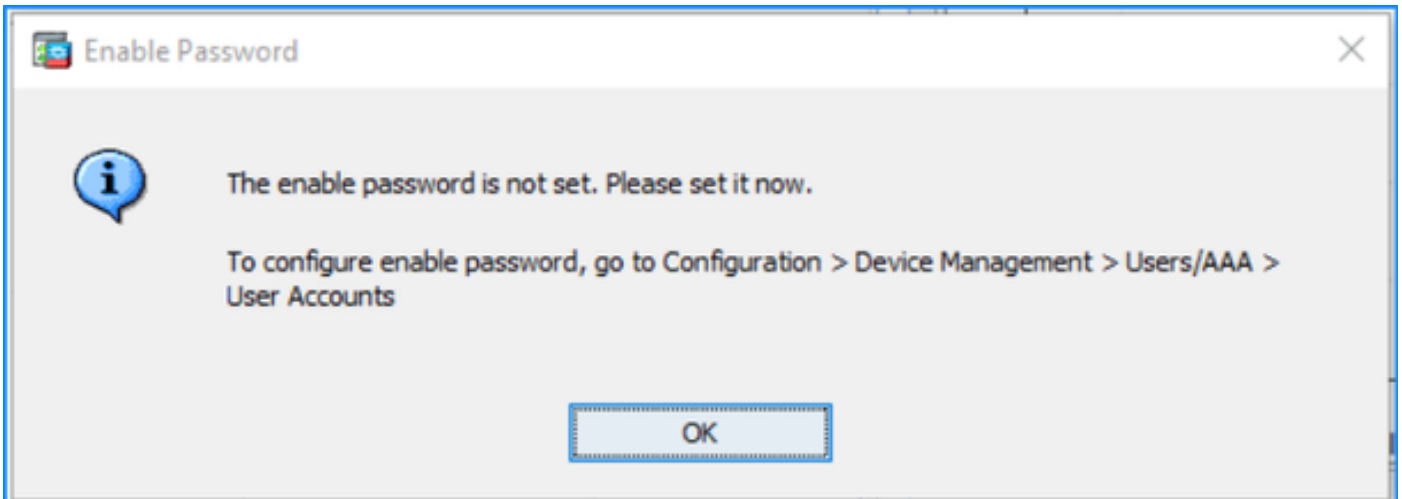 Enable Password
The enable password is not set. Please set it now.
To configure enable password, go to Configuration > Device Management > Users/AAA >
User Accounts
OK